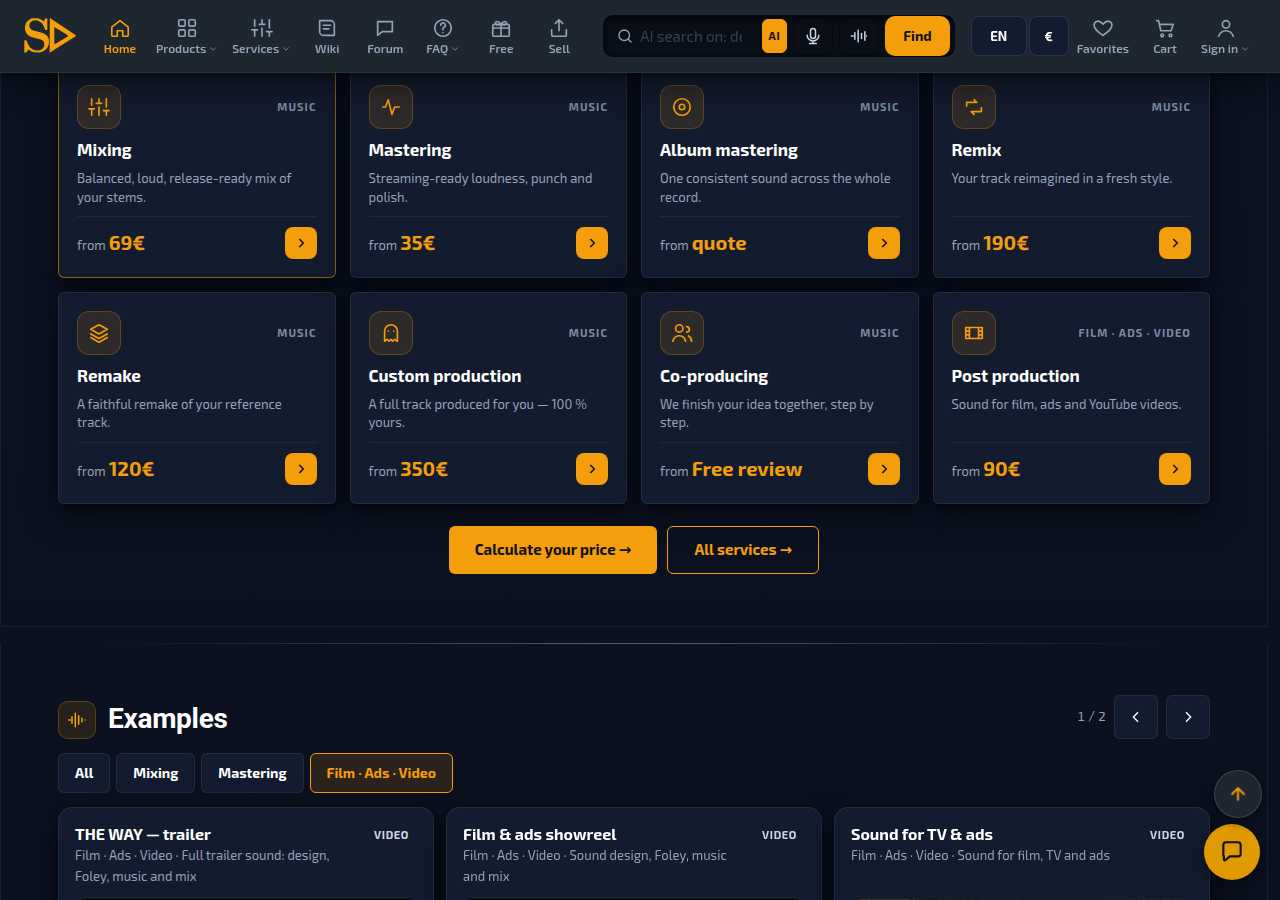 SD
Home
Products
Services
Wiki
Forum
FAQ
Free
Sell
AI search on: de
AI
Find
EN
€
Favorites
Cart
Sign in
MUSIC
Mixing
Balanced, loud, release-ready mix of
your stems.
from 69€
MUSIC
Mastering
Streaming-ready loudness, punch and
polish.
from 35€
MUSIC
Album mastering
One consistent sound across the whole
record.
from quote
MUSIC
Remix
Your track reimagined in a fresh style.
from 190€
MUSIC
Remake
A faithful remake of your reference
track.
from 120€
MUSIC
Custom production
A full track produced for you — 100 %
yours.
from 350€
MUSIC
Co-producing
We finish your idea together, step by
step.
from Free review
FILM · ADS · VIDEO
Post production
Sound for film, ads and YouTube videos.
from 90€
Calculate your price →
All services →
Examples
1 / 2
All
Mixing
Mastering
Film · Ads · Video
THE WAY — trailer
VIDEO
Film · Ads · Video · Full trailer sound: design,
Foley, music and mix
Film & ads showreel
VIDEO
Film · Ads · Video · Sound design, Foley, music
and mix
Sound for TV & ads
VIDEO
Film · Ads · Video · Sound for film, TV and ads